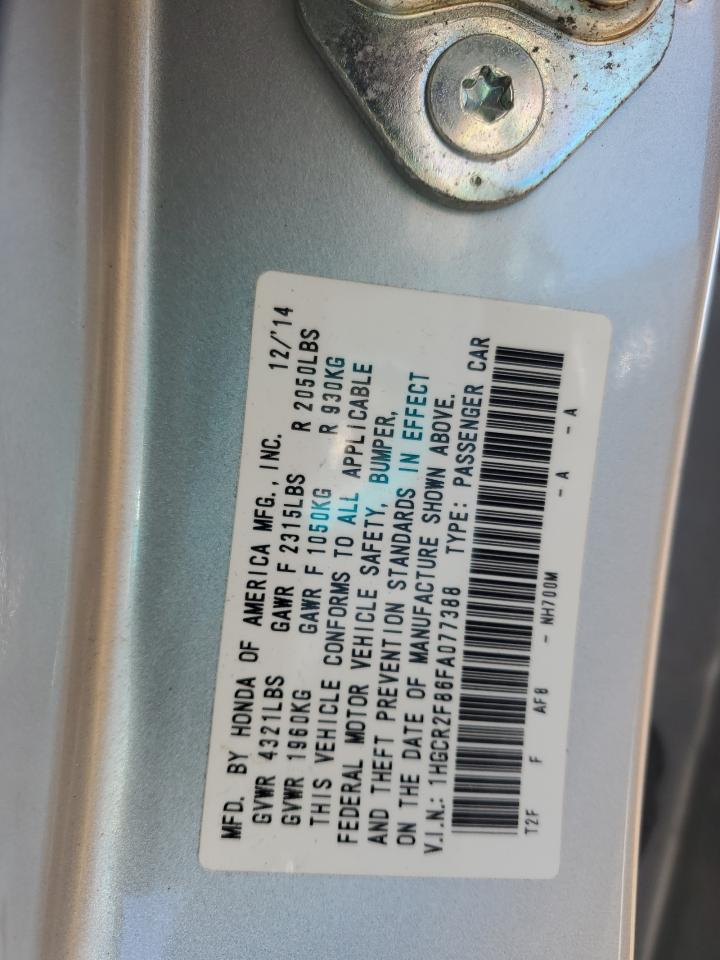 MFD. BY HONDA OF AMERICA MFG., INC. 12/'14
GVWR 4321LBS GAWR F 2315LBS R 2050LBS
GVWR 1960KG GAWR F 1050KG R 930KG
THIS VEHICLE CONFORMS TO ALL APPLICABLE
FEDERAL MOTOR VEHICLE SAFETY, BUMPER,
AND THEFT PREVENTION STANDARDS IN EFFECT
ON THE DATE OF MANUFACTURE SHOWN ABOVE.
V.I.N.: 1HGCR2F86FA077388 TYPE: PASSENGER CAR
T2F F AF8 - NH700M - A - A